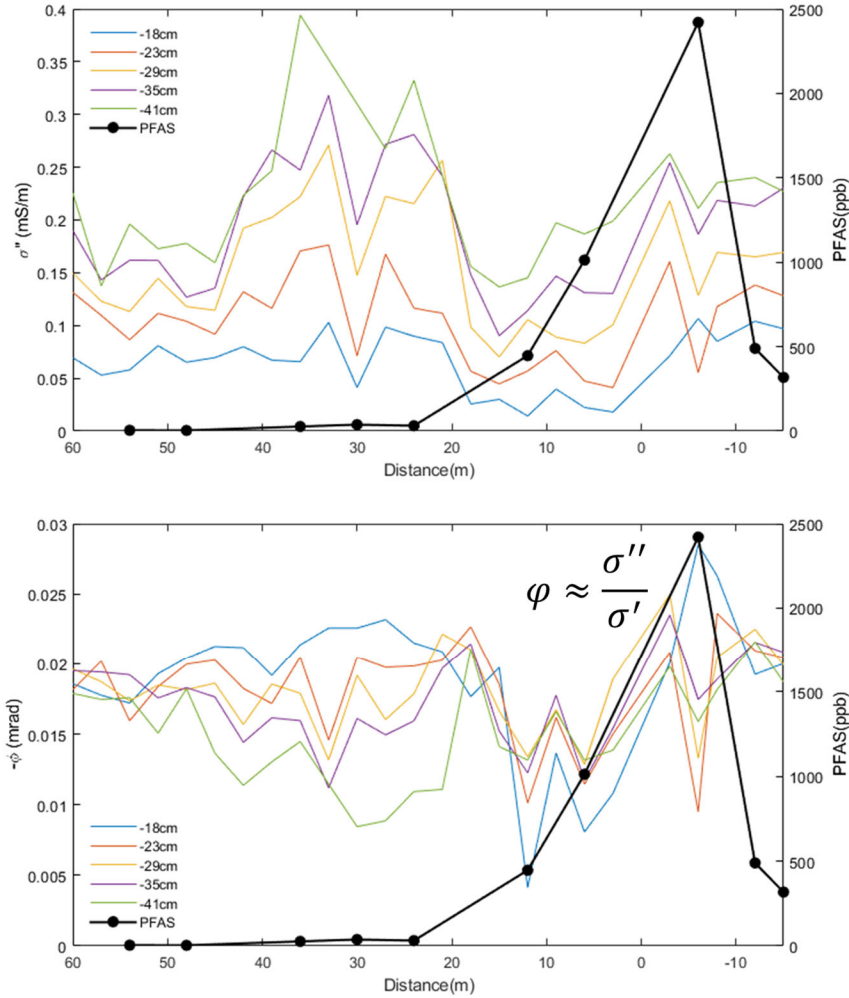 0.4
0.35
0.3
0.25
0.2
0.15
0.1
0.05
0
σ'' (mS/m)
-18cm
-23cm
-29cm
-35cm
-41cm
PFAS
2500
2000
1500
1000
500
0
PFAS(ppb)
60 50 40 30 20 10 0 -10
Distance(m)
0.03
0.025
0.02
0.015
0.01
0.005
0
-ϕ (mrad)
φ ≈ σ''/σ'
-18cm
-23cm
-29cm
-35cm
-41cm
PFAS
2500
2000
1500
1000
500
0
PFAS(ppb)
60 50 40 30 20 10 0 -10
Distance(m)